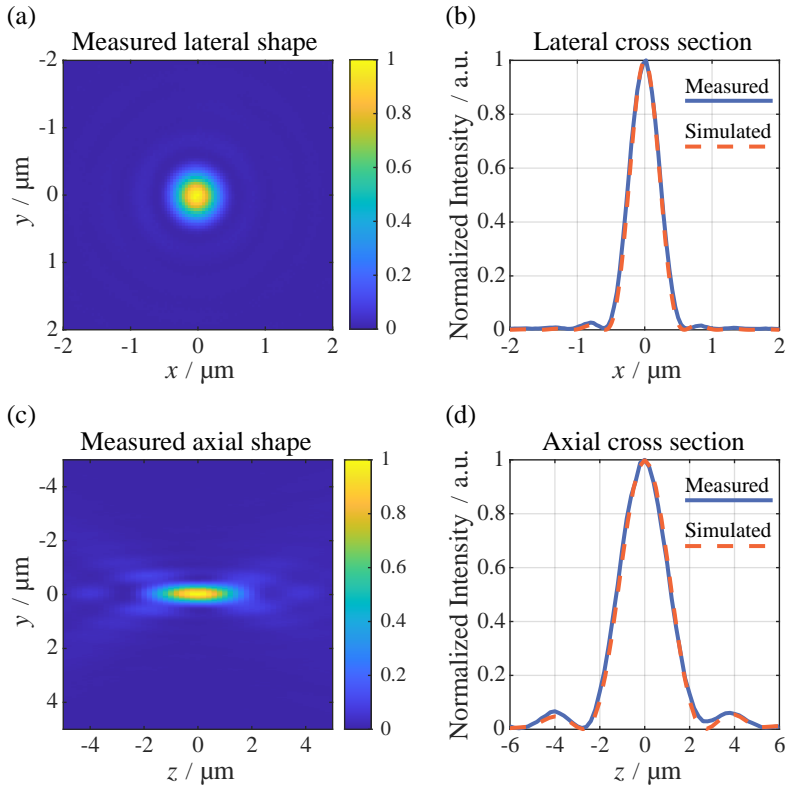 (a)
Measured lateral shape
-2
-1
0
1
2
y / μm
-2
-1
0
1
2
x / μm
1
0.8
0.6
0.4
0.2
0
(b)
Lateral cross section
1
0.8
0.6
0.4
0.2
0
Normalized Intensity / a.u.
Measured
Simulated
-2
-1
0
1
2
x / μm
(c)
Measured axial shape
-4
-2
0
2
4
y / μm
-4
-2
0
2
4
z / μm
1
0.8
0.6
0.4
0.2
0
(d)
Axial cross section
1
0.8
0.6
0.4
0.2
0
Normalized Intensity / a.u.
Measured
Simulated
-6
-4
-2
0
2
4
6
z / μm